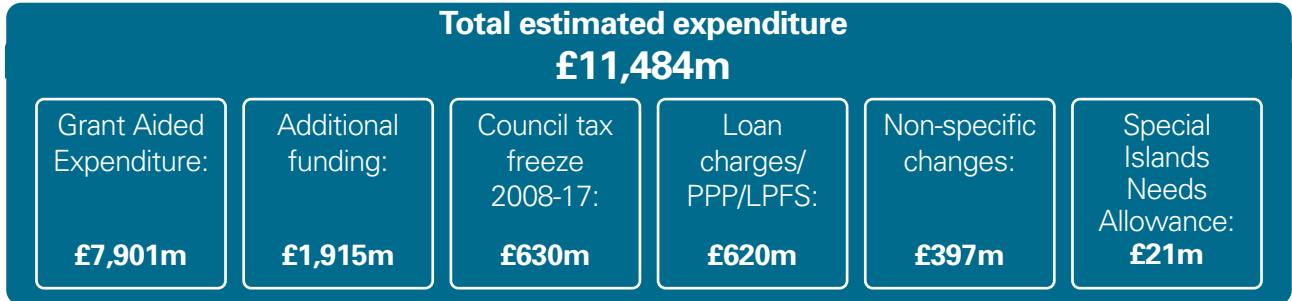 Total estimated expenditure
£11,484m
Grant Aided
Expenditure:
£7,901m
Additional
funding:
£1,915m
Council tax
freeze
2008-17:
£630m
Loan
charges/
PPP/LPFS:
£620m
Non-specific
changes:
£397m
Special
Islands
Needs
Allowance:
£21m